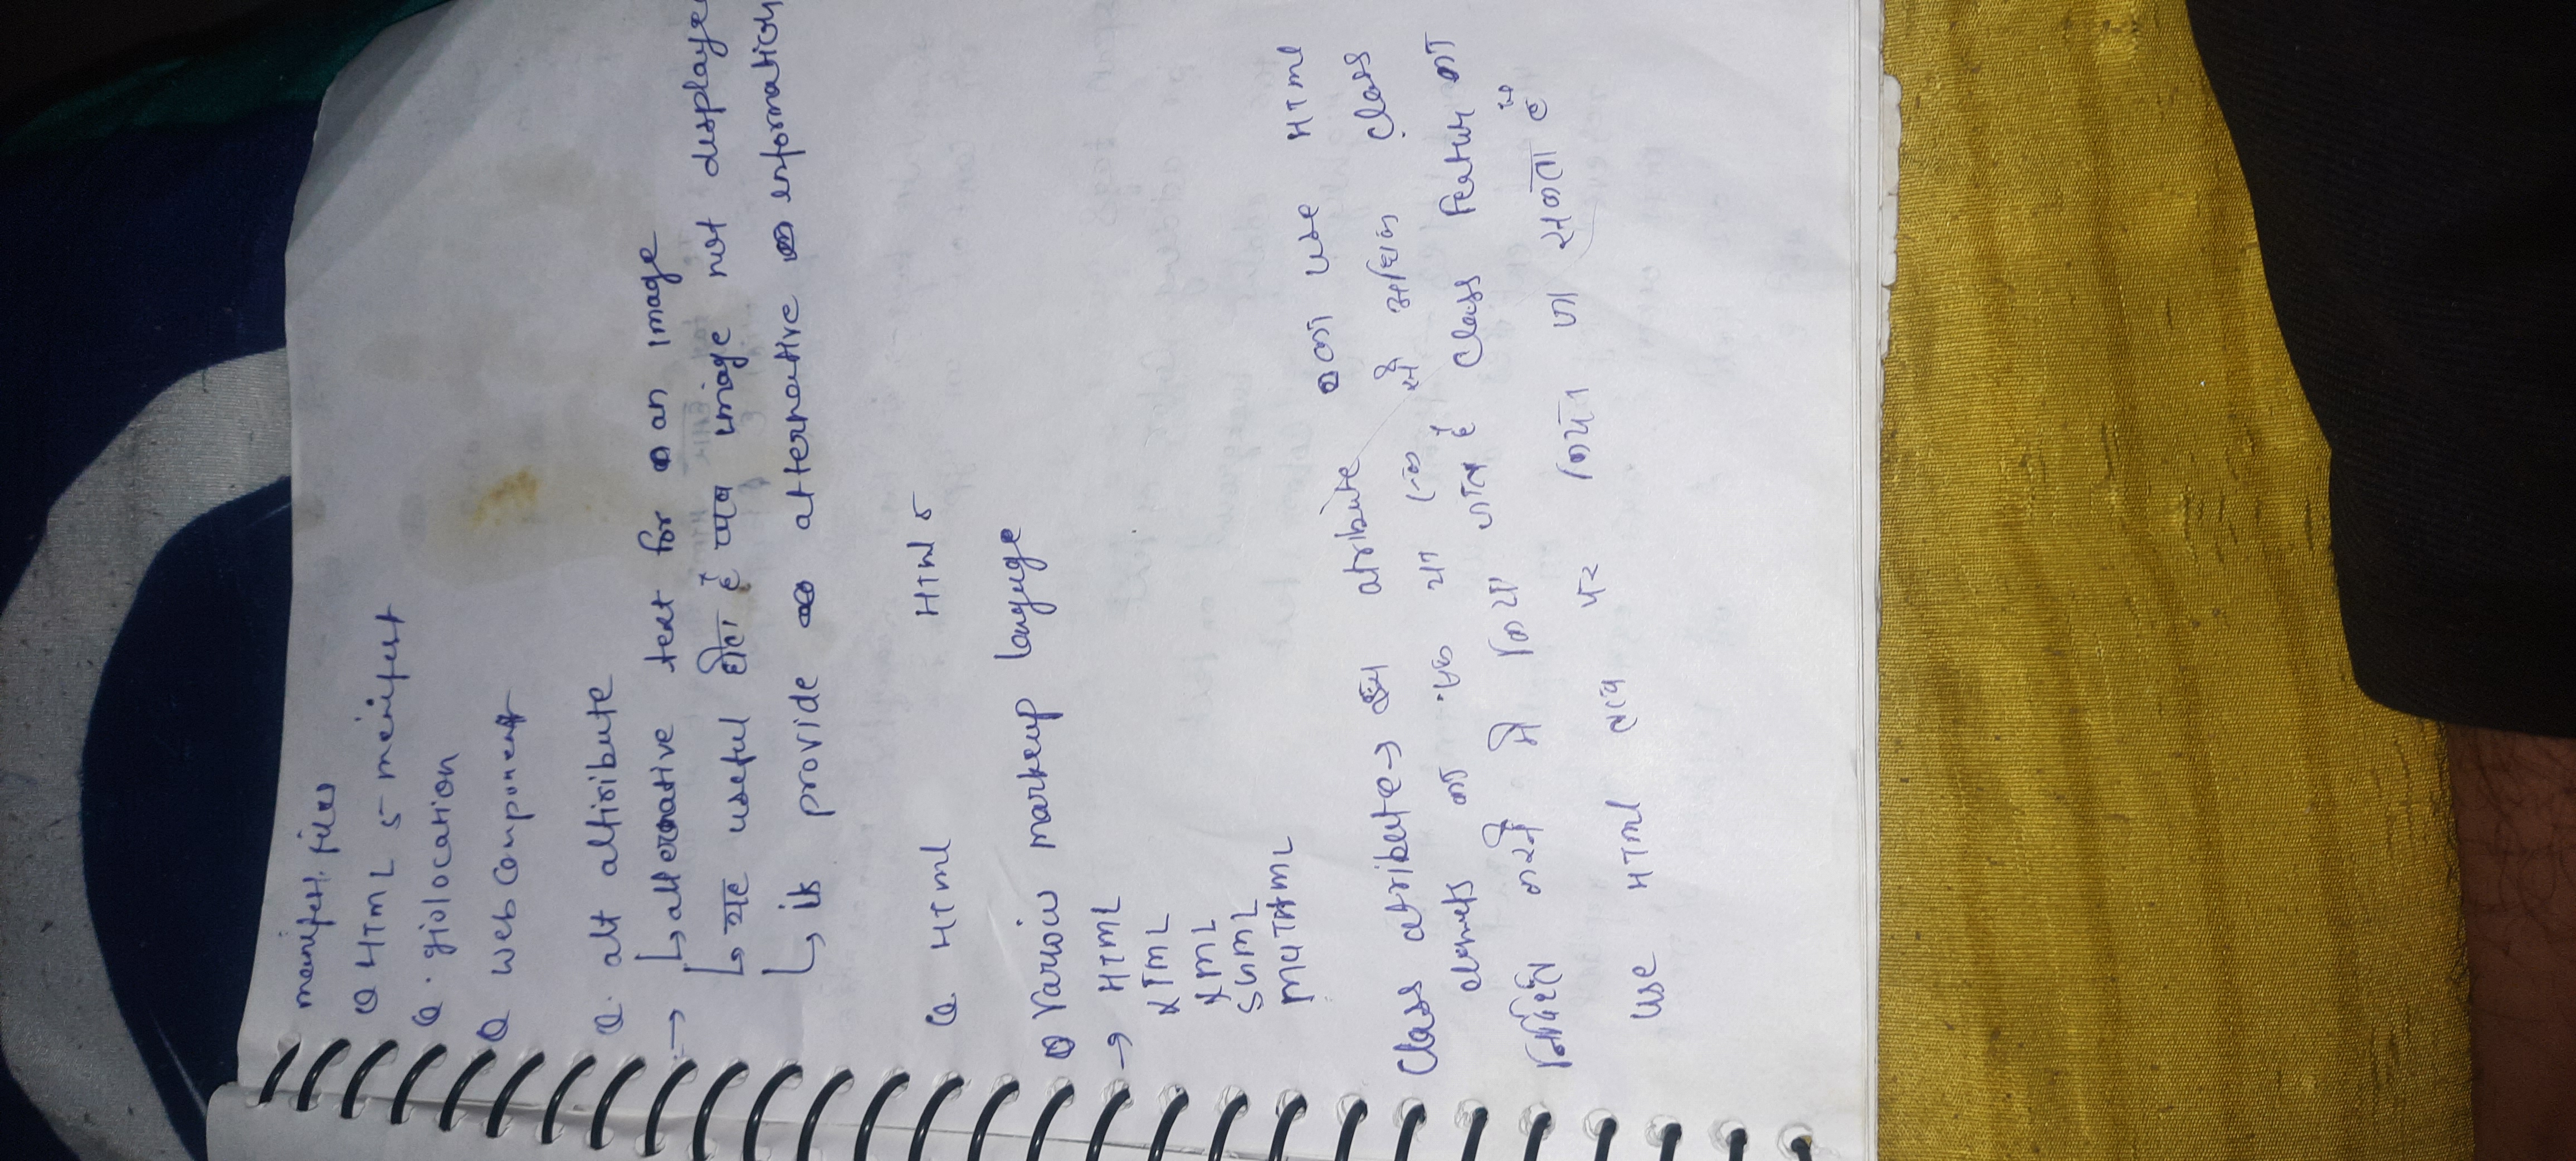 manifest. files
Q HTML 5 menifest
Q. giolocation
Q web Component
Q. alt altiribute
→ ↳ alternative text for an image
↳ यह useful होता है जब image not displaye
↳ is provide alternative information
Q. HTml HTml 5
Q Various markeup languge
→ HTML
XTML
XML
SGML
MATHML
Class atribute → इस atribute का use HTml
elements का एक या एक से अधिक class
निर्दिष्ट करने मे किया जाता है class Feature का
use HTml तत्व पर किया जा सकता है